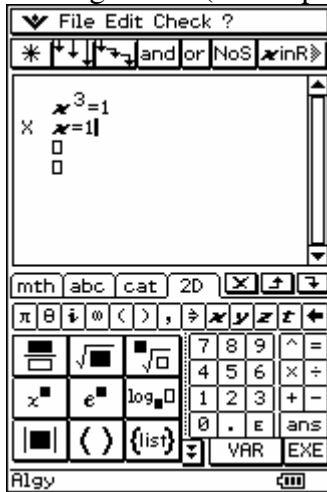 File Edit Check ?
and or NoS xinR
x³=1
X x=1
mth abc cat 2D
π θ i ∞ ( ) , ⇒ x y z t ←
7 8 9 ^ =
4 5 6 × ÷
1 2 3 + -
0 . E ans
x e log
| | ( ) {list} VAR EXE
Algy